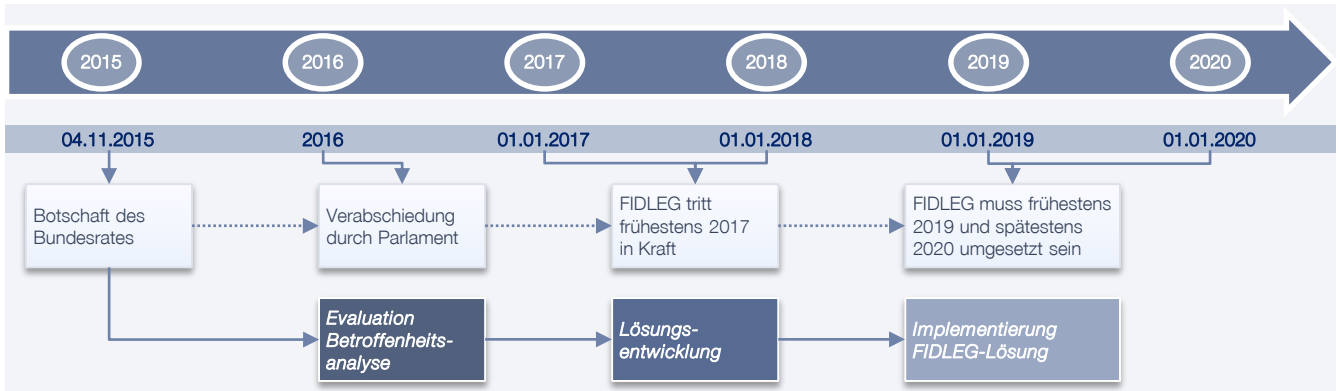 2015 2016 2017 2018 2019 2020
04.11.2015 2016 01.01.2017 01.01.2018 01.01.2019 01.01.2020
Botschaft des
Bundesrates
Verabschiedung
durch Parlament
FIDLEG tritt
frühestens 2017
in Kraft
FIDLEG muss frühestens
2019 und spätestens
2020 umgesetzt sein
Evaluation
Betroffenheits-
analyse
Lösungs-
entwicklung
Implementierung
FIDLEG-Lösung